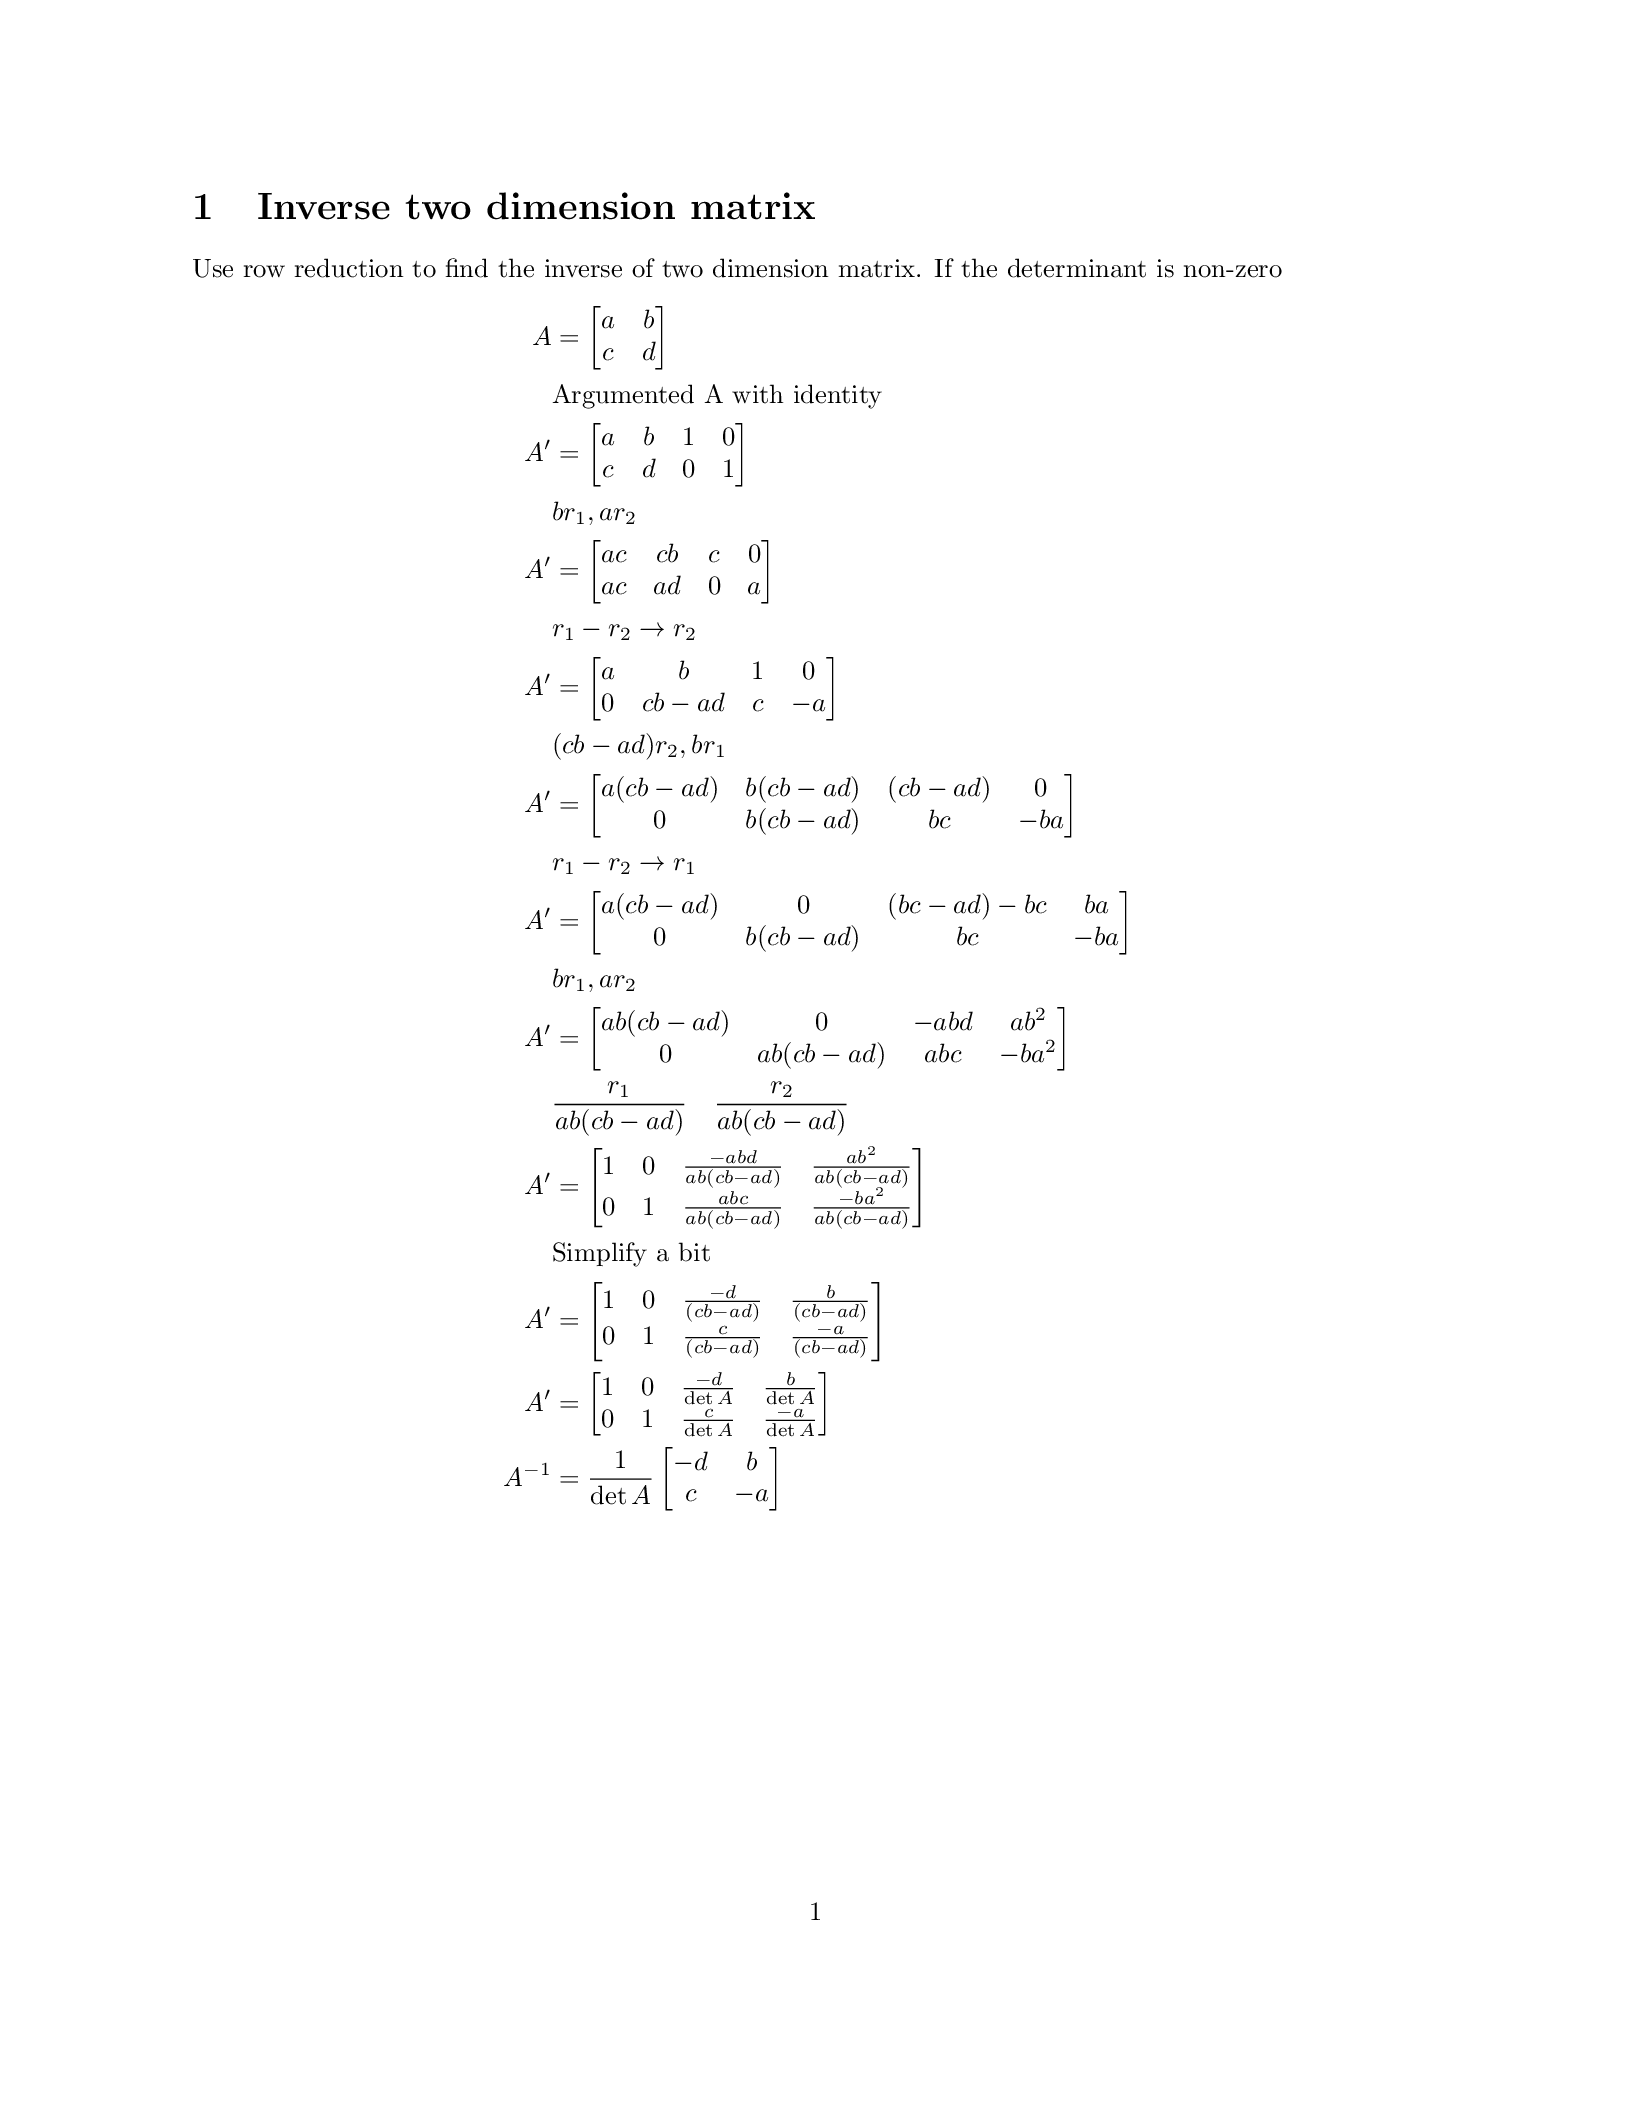 1 Inverse two dimension matrix
Use row reduction to find the inverse of two dimension matrix. If the determinant is non-zero
$A = \begin{bmatrix} a & b \\ c & d \end{bmatrix}$
Argumented A with identity
$A' = \begin{bmatrix} a & b & 1 & 0 \\ c & d & 0 & 1 \end{bmatrix}$
$br_1, ar_2$
$A' = \begin{bmatrix} ac & cb & c & 0 \\ ac & ad & 0 & a \end{bmatrix}$
$r_1 - r_2 \to r_2$
$A' = \begin{bmatrix} a & b & 1 & 0 \\ 0 & cb - ad & c & -a \end{bmatrix}$
$(cb - ad)r_2, br_1$
$A' = \begin{bmatrix} a(cb - ad) & b(cb - ad) & (cb - ad) & 0 \\ 0 & b(cb - ad) & bc & -ba \end{bmatrix}$
$r_1 - r_2 \to r_1$
$A' = \begin{bmatrix} a(cb - ad) & 0 & (bc - ad) - bc & ba \\ 0 & b(cb - ad) & bc & -ba \end{bmatrix}$
$br_1, ar_2$
$A' = \begin{bmatrix} ab(cb - ad) & 0 & -abd & ab^2 \\ 0 & ab(cb - ad) & abc & -ba^2 \end{bmatrix}$
$\frac{r_1}{ab(cb - ad)} \quad \frac{r_2}{ab(cb - ad)}$
$A' = \begin{bmatrix} 1 & 0 & \frac{-abd}{ab(cb-ad)} & \frac{ab^2}{ab(cb-ad)} \\ 0 & 1 & \frac{abc}{ab(cb-ad)} & \frac{-ba^2}{ab(cb-ad)} \end{bmatrix}$
Simplify a bit
$A' = \begin{bmatrix} 1 & 0 & \frac{-d}{(cb-ad)} & \frac{b}{(cb-ad)} \\ 0 & 1 & \frac{c}{(cb-ad)} & \frac{-a}{(cb-ad)} \end{bmatrix}$
$A' = \begin{bmatrix} 1 & 0 & \frac{-d}{\det A} & \frac{b}{\det A} \\ 0 & 1 & \frac{c}{\det A} & \frac{-a}{\det A} \end{bmatrix}$
$A^{-1} = \frac{1}{\det A} \begin{bmatrix} -d & b \\ c & -a \end{bmatrix}$
1